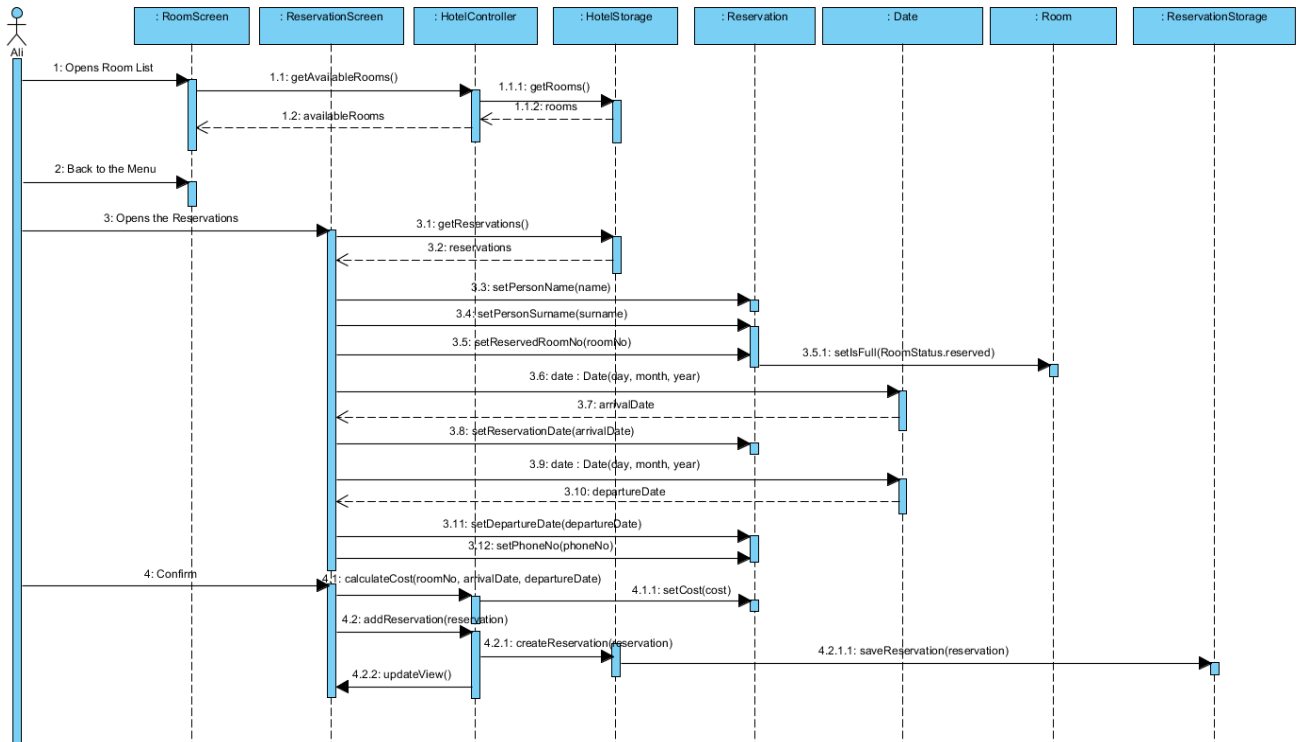 : RoomScreen
: ReservationScreen
: HotelController
: HotelStorage
: Reservation
: Date
: Room
: ReservationStorage
Ali
1: Opens Room List
1.1: getAvailableRooms()
1.1.1: getRooms()
1.1.2: rooms
1.2: availableRooms
2: Back to the Menu
3: Opens the Reservations
3.1: getReservations()
3.2: reservations
3.3: setPersonName(name)
3.4: setPersonSurname(surname)
3.5: setReservedRoomNo(roomNo)
3.5.1: setIsFull(RoomStatus.reserved)
3.6: date : Date(day, month, year)
3.7: arrivalDate
3.8: setReservationDate(arrivalDate)
3.9: date : Date(day, month, year)
3.10: departureDate
3.11: setDepartureDate(departureDate)
3.12: setPhoneNo(phoneNo)
4: Confirm
4.1: calculateCost(roomNo, arrivalDate, departureDate)
4.1.1: setCost(cost)
4.2: addReservation(reservation)
4.2.1: createReservation(reservation)
4.2.1.1: saveReservation(reservation)
4.2.2: updateView()